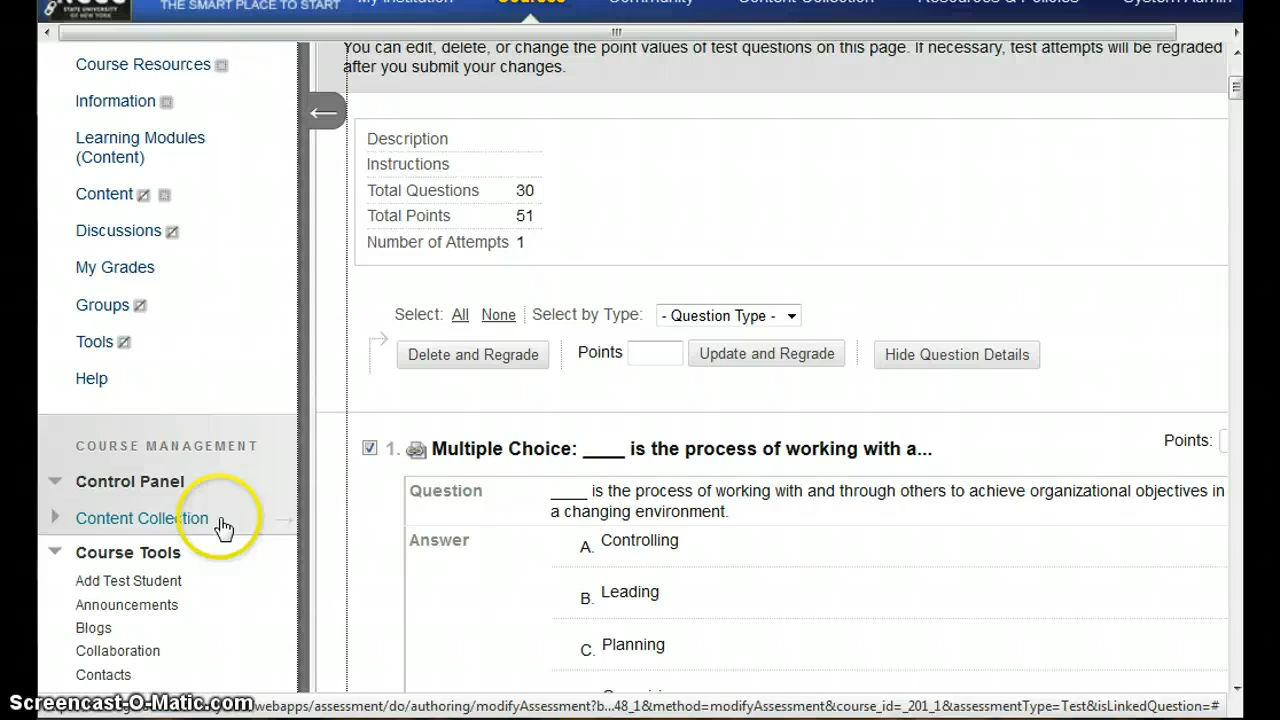 STATE UNIVERSITY
OF NEW YORK
THE SMART PLACE TO START
My Institution
Courses
Community
Content Collection
Resources & Policies
System Admin
Course Resources
Information
Learning Modules
(Content)
Content
Discussions
My Grades
Groups
Tools
Help
COURSE MANAGEMENT
Control Panel
Content Collection
Course Tools
Add Test Student
Announcements
Blogs
Collaboration
Contacts
You can edit, delete, or change the point values of test questions on this page. If necessary, test attempts will be regraded
after you submit your changes.
Description
Instructions
Total Questions 30
Total Points 51
Number of Attempts 1
Select: All None Select by Type: - Question Type -
Delete and Regrade Points Update and Regrade Hide Question Details
1. Multiple Choice: ____ is the process of working with a... Points:
Question ____ is the process of working with and through others to achieve organizational objectives in
a changing environment.
Answer A. Controlling
B. Leading
C. Planning
Screencast-O-Matic.com
webapps/assessment/do/authoring/modifyAssessment?b...48_1&method=modifyAssessment&course_id=_201_1&assessmentType=Test&isLinkedQuestion=#